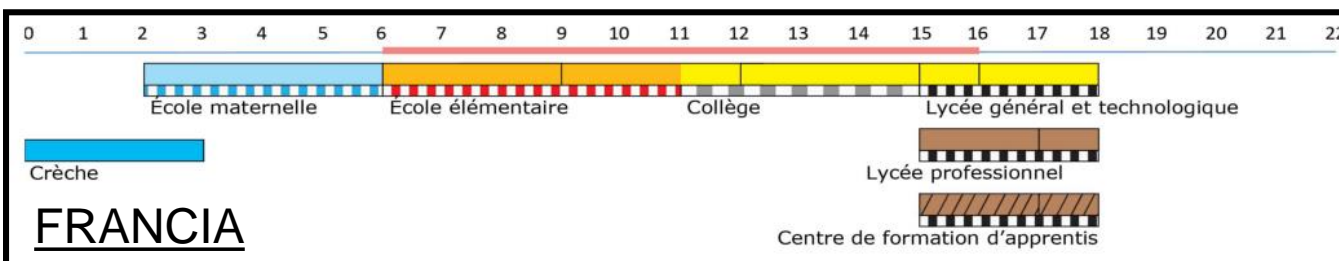 0 1 2 3 4 5 6 7 8 9 10 11 12 13 14 15 16 17 18 19 20 21 22
École maternelle École élémentaire Collège Lycée général et technologique
Crèche Lycée professionnel
FRANCIA Centre de formation d'apprentis